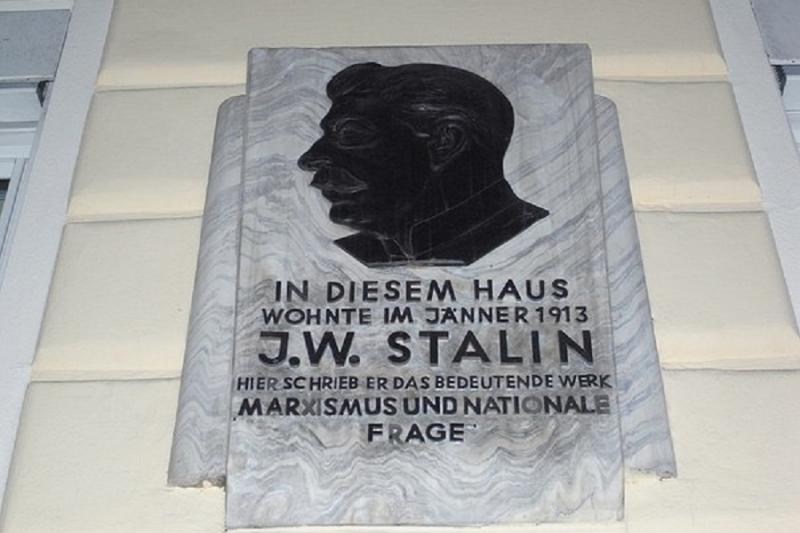 IN DIESEM HAUS
WOHNTE IM JÄNNER 1913
J.W. STALIN
HIER SCHRIEB ER DAS BEDEUTENDE WERK
MARXISMUS UND NATIONALE
FRAGE